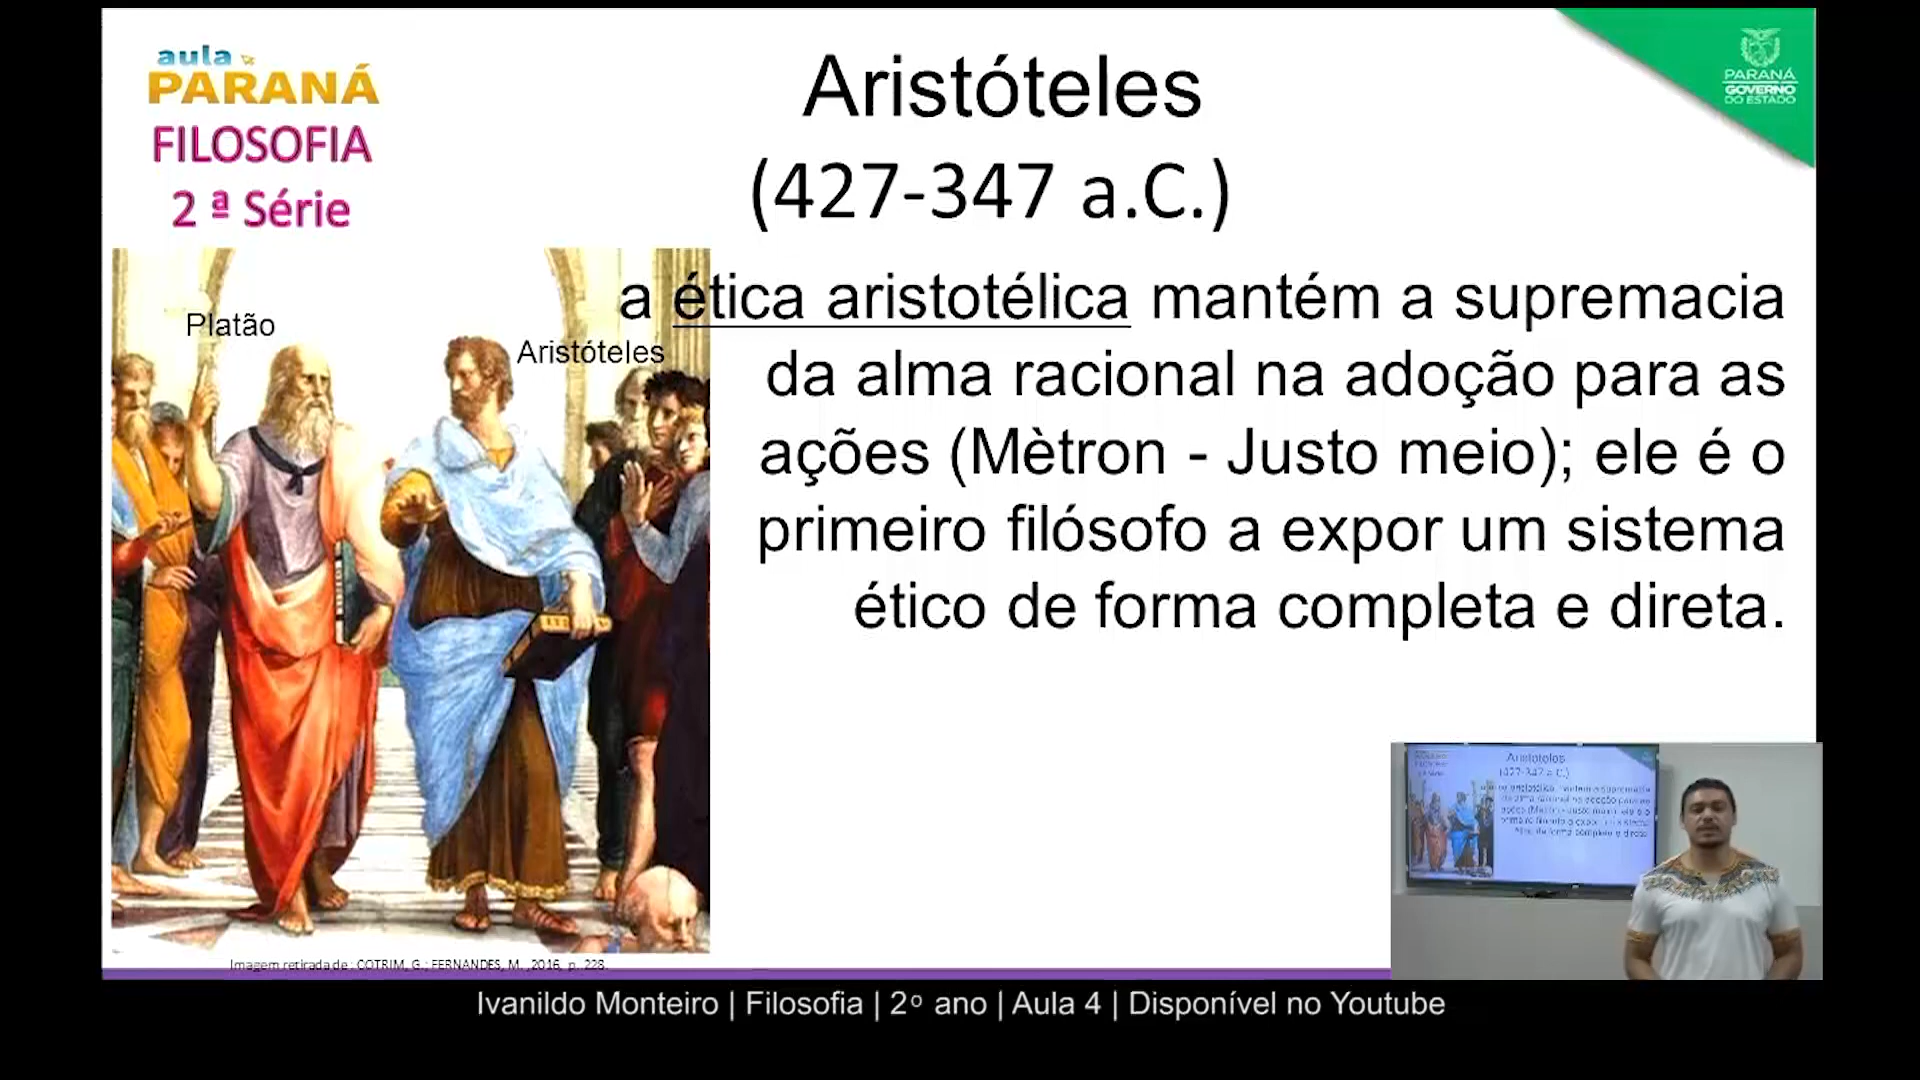 aula
PARANÁ
FILOSOFIA
2 ª Série
Aristóteles
(427-347 a.C.)
PARANÁ
GOVERNO
DO ESTADO
Platão
Aristóteles
a ética aristotélica mantém a supremacia
da alma racional na adoção para as
ações (Mètron - Justo meio); ele é o
primeiro filósofo a expor um sistema
ético de forma completa e direta.
Imagem retirada de : COTRIM, G.; FERNANDES, M. ,2016, p. 228.
Aristóteles
(427-347 a.C.)
Ivanildo Monteiro | Filosofia | 2º ano | Aula 4 | Disponível no Youtube